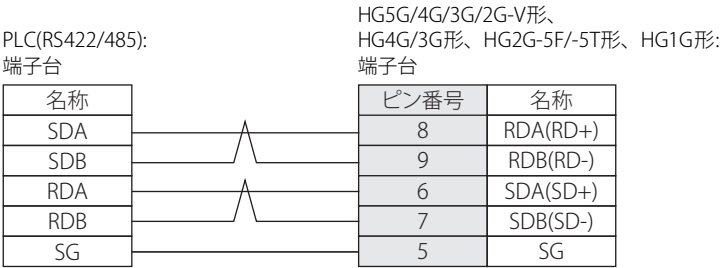 PLC(RS422/485):
端子台
HG5G/4G/3G/2G-V形、
HG4G/3G形、HG2G-5F/-5T形、HG1G形:
端子台
名称 ピン番号 名称
SDA 8 RDA(RD+)
SDB 9 RDB(RD-)
RDA 6 SDA(SD+)
RDB 7 SDB(SD-)
SG 5 SG